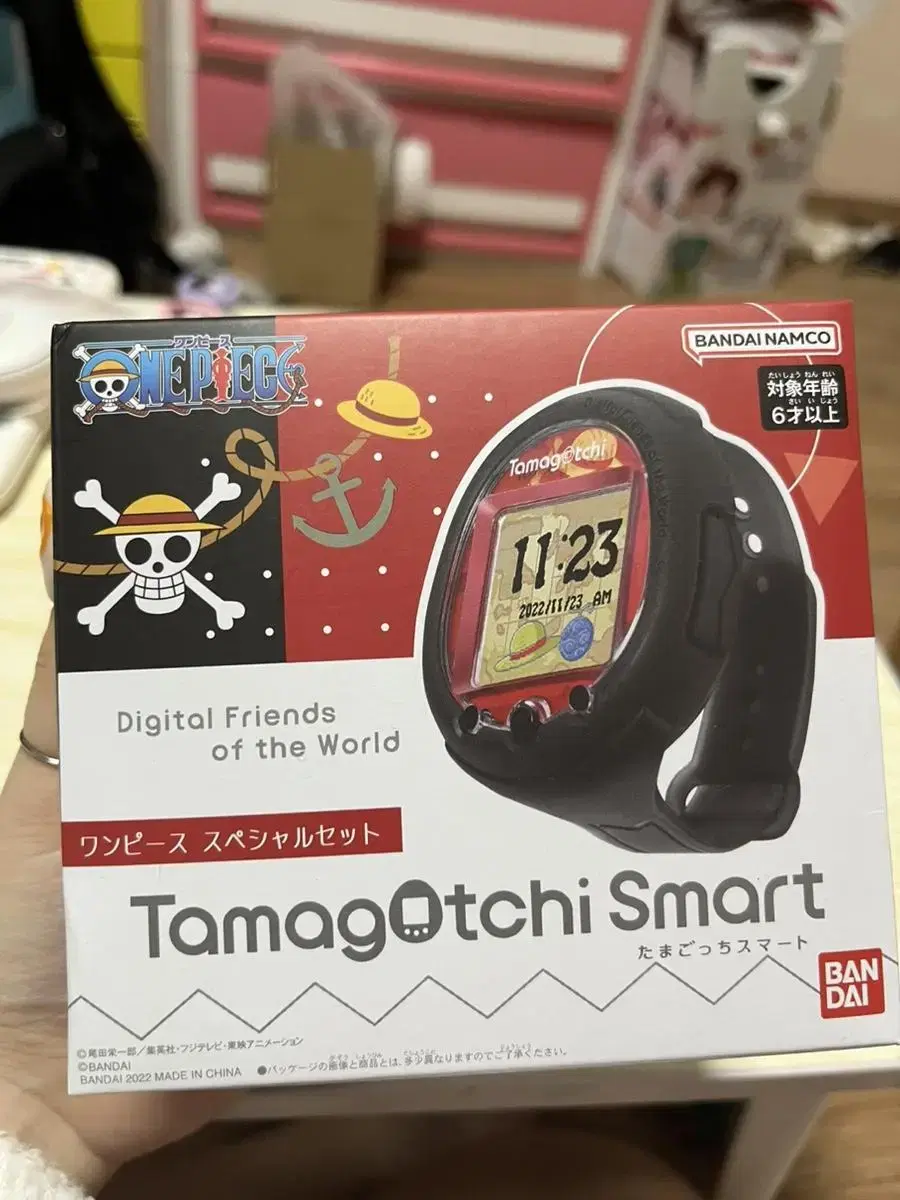 ワンピース
ONE PIECE
BANDAI NAMCO
たいしょう ねん れい
対象年齢
さい い じょう
6才以上
Tamagotchi
11:23
2022/11/23 AM
Digital Friends
of the World
ワンピース スペシャルセット
Tamagotchi Smart
たまごっちスマート
BAN
DAI
©尾田栄一郎/集英社・フジテレビ・東映アニメーション
©BANDAI
BANDAI 2022 MADE IN CHINA
●パッケージの画像と商品とは、多少異なりますのでご了承ください。